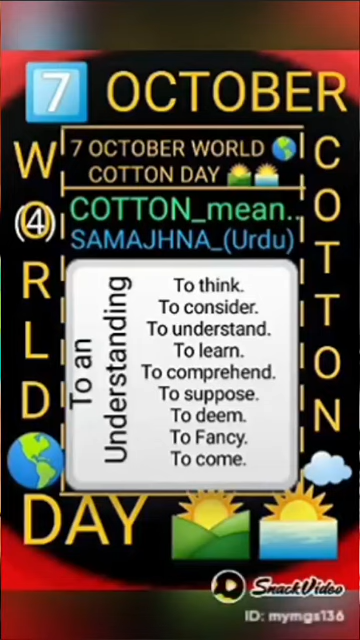 7 OCTOBER
WORLD
COTTON
7 OCTOBER WORLD
COTTON DAY
(4)
COTTON_mean..
SAMAJHNA_(Urdu)
To an
Understanding
To think.
To consider.
To understand.
To learn.
To comprehend.
To suppose.
To deem.
To Fancy.
To come.
DAY
SnackVideo
ID: mymgs136